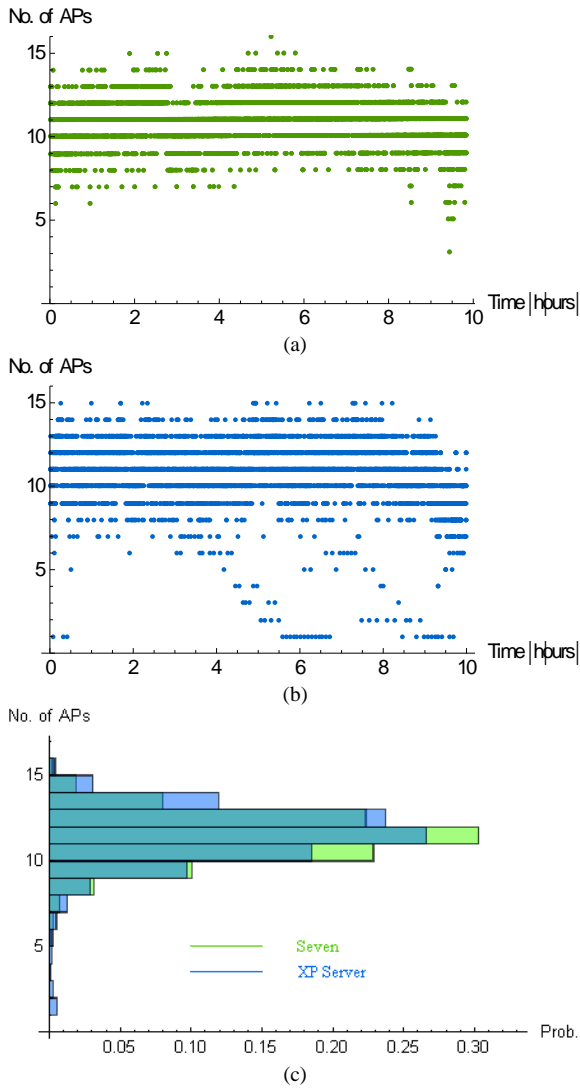 No. of APs
15
10
5
0 2 4 6 8 10
Time|hours|
(a)
No. of APs
15
10
5
0 2 4 6 8 10
Time|hours|
(b)
No. of APs
15
10
5
Seven
XP Server
0.05 0.10 0.15 0.20 0.25 0.30
Prob.
(c)